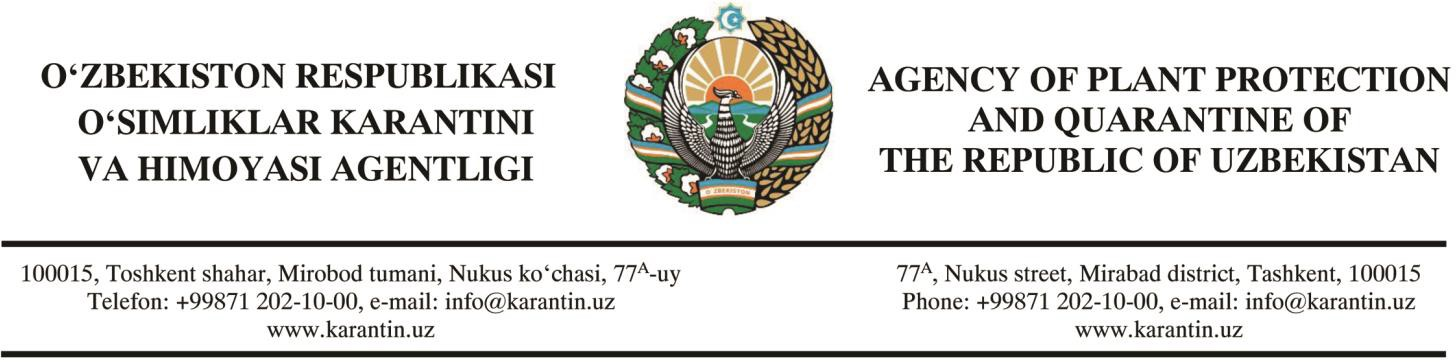 O‘ZBEKISTON RESPUBLIKASI
O‘SIMLIKLAR KARANTINI
VA HIMOYASI AGENTLIGI
O‘ZBEKISTON
AGENCY OF PLANT PROTECTION
AND QUARANTINE OF
THE REPUBLIC OF UZBEKISTAN
100015, Toshkent shahar, Mirobod tumani, Nukus ko‘chasi, 77ᴬ-uy
Telefon: +99871 202-10-00, e-mail: info@karantin.uz
www.karantin.uz
77ᴬ, Nukus street, Mirabad district, Tashkent, 100015
Phone: +99871 202-10-00, e-mail: info@karantin.uz
www.karantin.uz